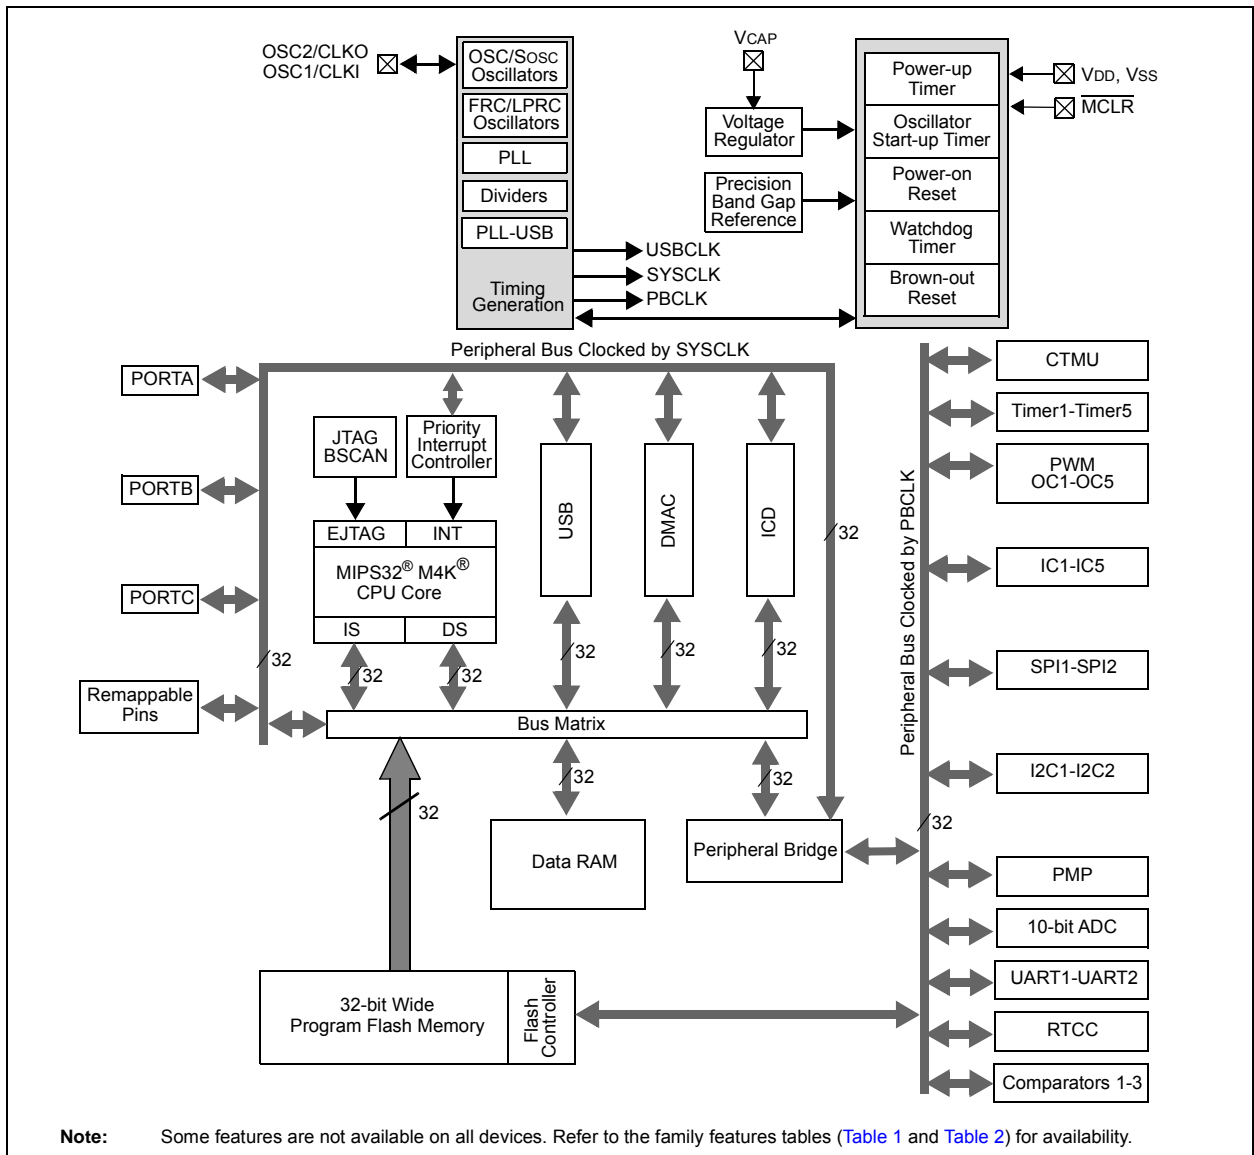 OSC2/CLKO
OSC1/CLKI
OSC/SOSC
Oscillators
FRC/LPRC
Oscillators
PLL
Dividers
PLL-USB
Timing
Generation
USBCLK
SYSCLK
PBCLK
VCAP
Voltage
Regulator
Precision
Band Gap
Reference
Power-up
Timer
Oscillator
Start-up Timer
Power-on
Reset
Watchdog
Timer
Brown-out
Reset
VDD, VSS
MCLR
Peripheral Bus Clocked by SYSCLK
PORTA
PORTB
PORTC
Remappable
Pins
32
JTAG
BSCAN
Priority
Interrupt
Controller
EJTAG
INT
MIPS32® M4K®
CPU Core
IS
DS
32
32
USB
32
DMAC
32
ICD
32
32
Bus Matrix
32
32
32
Data RAM
Peripheral Bridge
32-bit Wide
Program Flash Memory
Flash
Controller
Peripheral Bus Clocked by PBCLK
32
CTMU
Timer1-Timer5
PWM
OC1-OC5
IC1-IC5
SPI1-SPI2
I2C1-I2C2
PMP
10-bit ADC
UART1-UART2
RTCC
Comparators 1-3
Note: Some features are not available on all devices. Refer to the family features tables (Table 1 and Table 2) for availability.